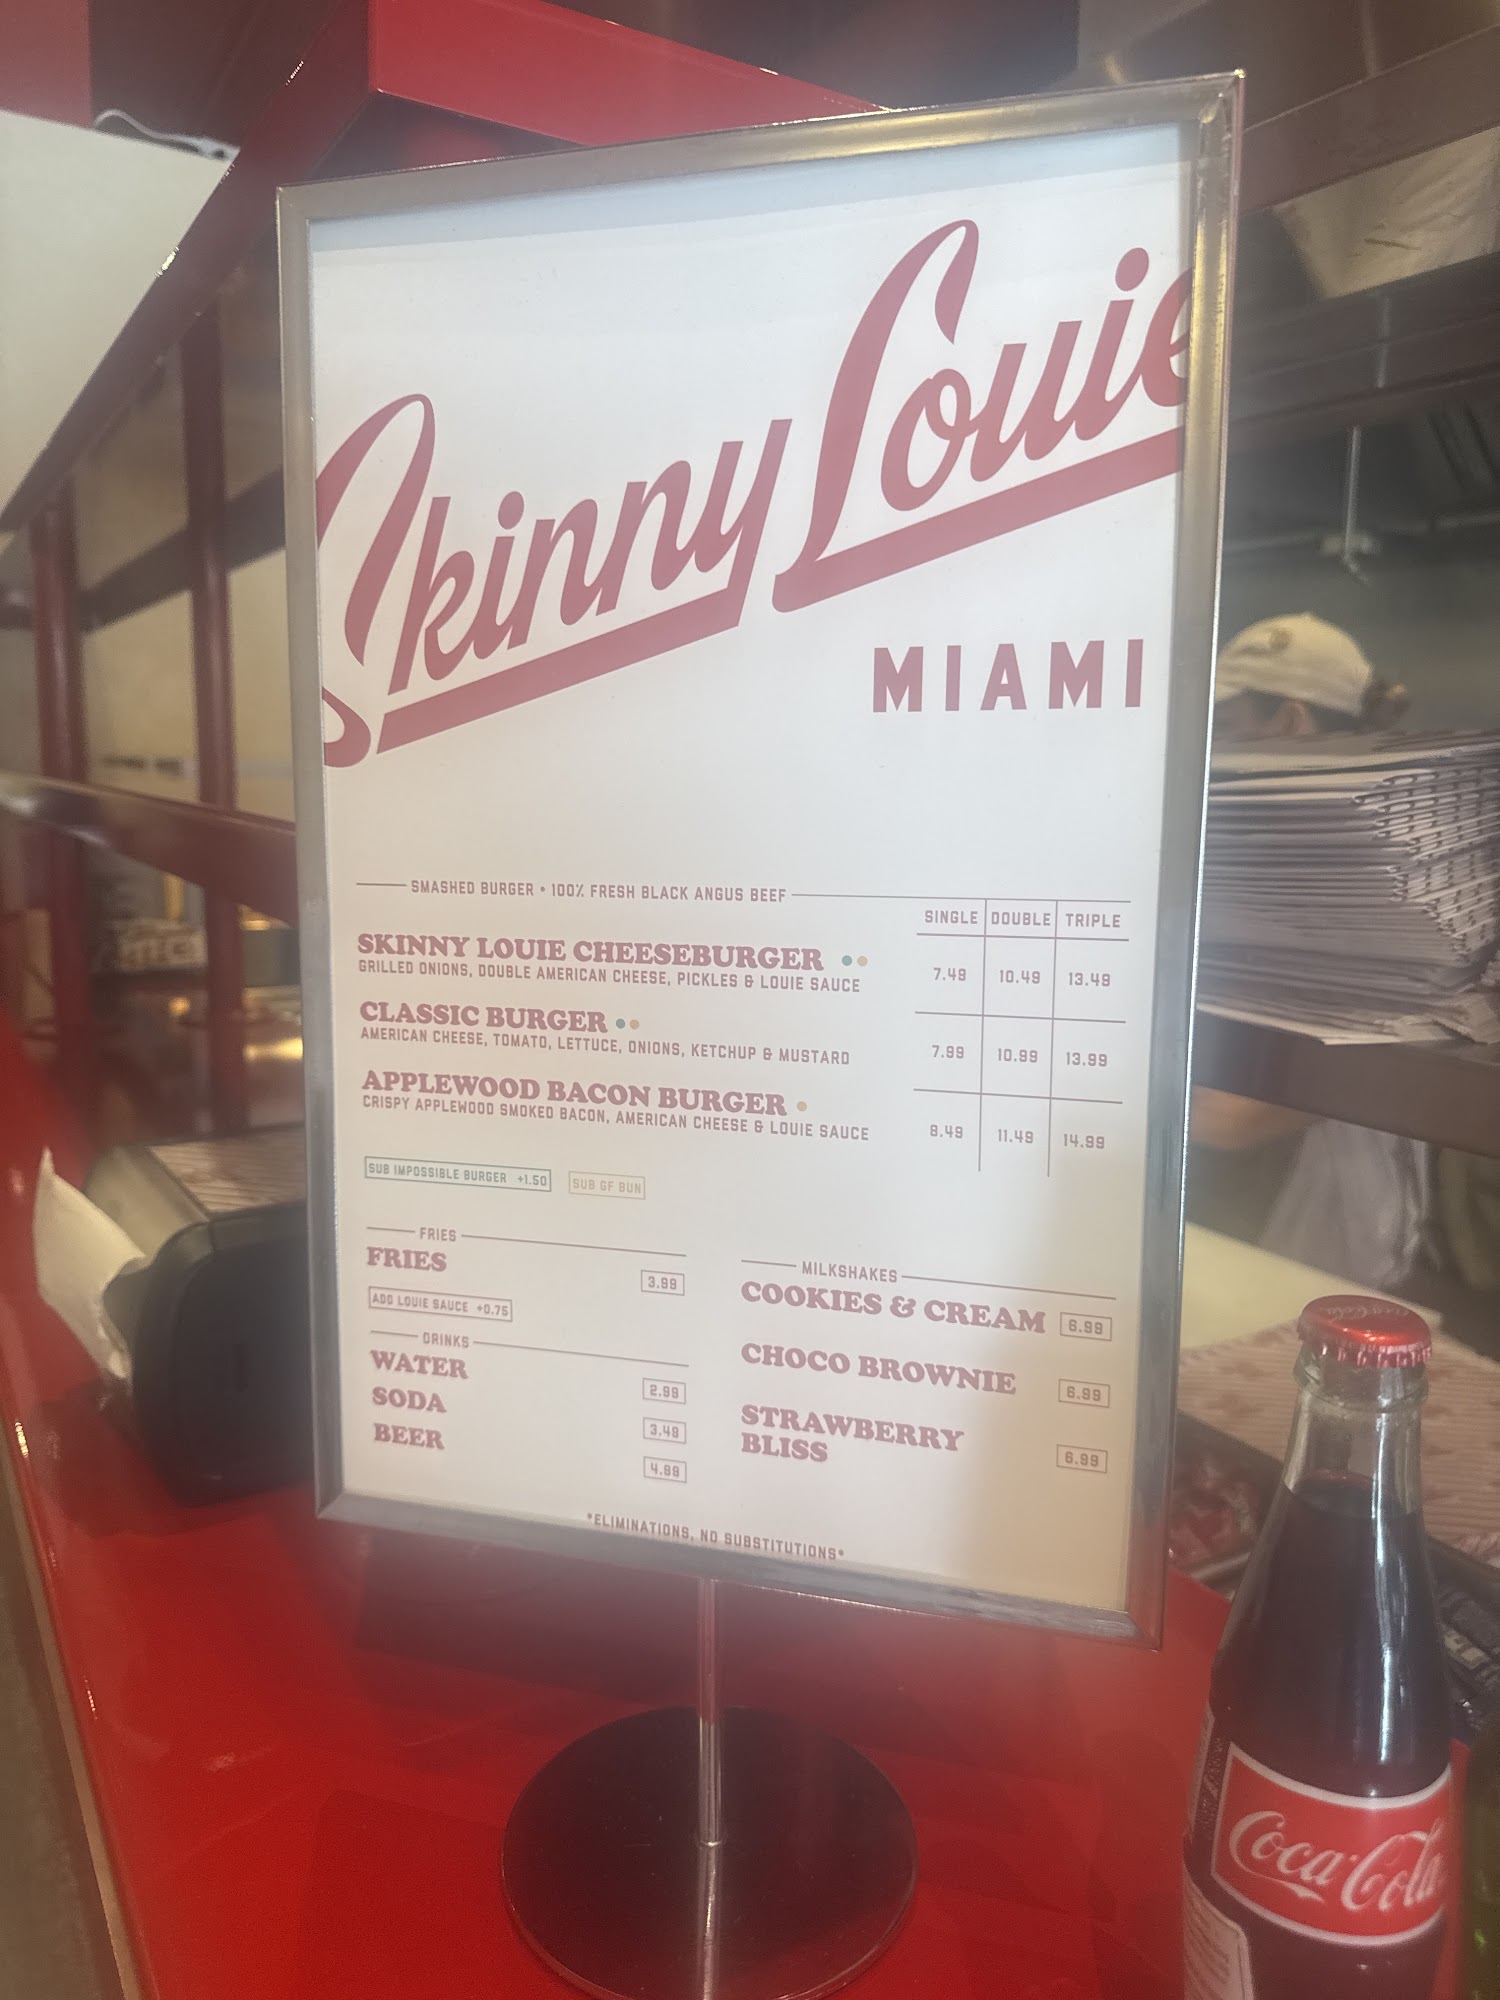 Skinny Louie
MIAMI
SMASHED BURGER • 100% FRESH BLACK ANGUS BEEF
SINGLE DOUBLE TRIPLE
SKINNY LOUIE CHEESEBURGER
GRILLED ONIONS, DOUBLE AMERICAN CHEESE, PICKLES & LOUIE SAUCE
7.49 10.49 13.49
CLASSIC BURGER
AMERICAN CHEESE, TOMATO, LETTUCE, ONIONS, KETCHUP & MUSTARD
7.99 10.99 13.99
APPLEWOOD BACON BURGER
CRISPY APPLEWOOD SMOKED BACON, AMERICAN CHEESE & LOUIE SAUCE
8.49 11.49 14.99
SUB IMPOSSIBLE BURGER +1.50 SUB GF BUN
FRIES
FRIES 3.99
ADD LOUIE SAUCE +0.75
DRINKS
WATER 2.99
SODA 3.49
BEER 4.99
MILKSHAKES
COOKIES & CREAM 6.99
CHOCO BROWNIE 6.99
STRAWBERRY
BLISS 6.99
*ELIMINATIONS, NO SUBSTITUTIONS*
Coca-Cola